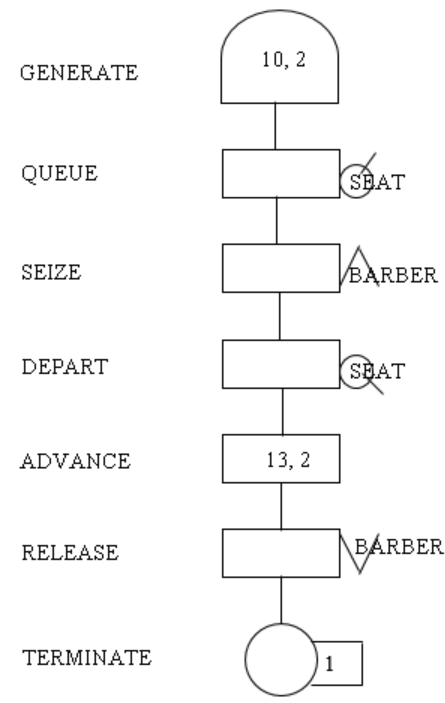 GENERATE 10, 2
QUEUE SEAT
SEIZE BARBER
DEPART SEAT
ADVANCE 13, 2
RELEASE BARBER
TERMINATE 1